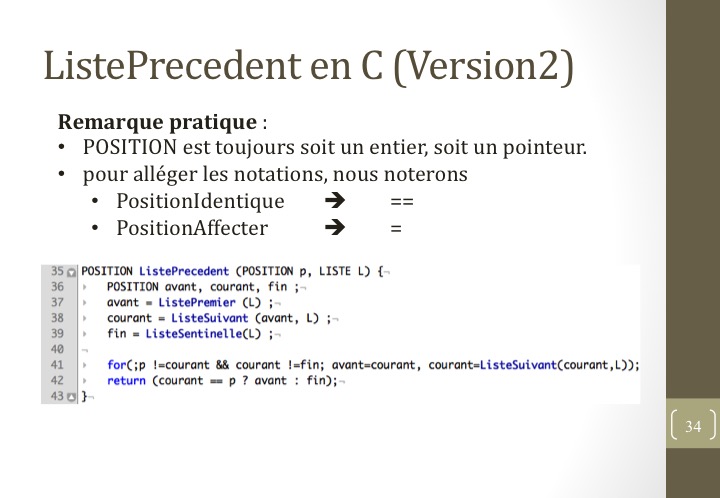 ListePrecedent en C (Version2)
Remarque pratique :
• POSITION est toujours soit un entier, soit un pointeur.
• pour alléger les notations, nous noterons
• PositionIdentique ➔ ==
• PositionAffecter ➔ =
35 POSITION ListePrecedent (POSITION p, LISTE L) {¬
36 POSITION avant, courant, fin ;¬
37 avant = ListePremier (L) ;¬
38 courant = ListeSuivant (avant, L) ;¬
39 fin = ListeSentinelle(L) ;¬
40 ¬
41 for(;p !=courant && courant !=fin; avant=courant, courant=ListeSuivant(courant,L));
42 return (courant == p ? avant : fin);¬
43 }¬
34